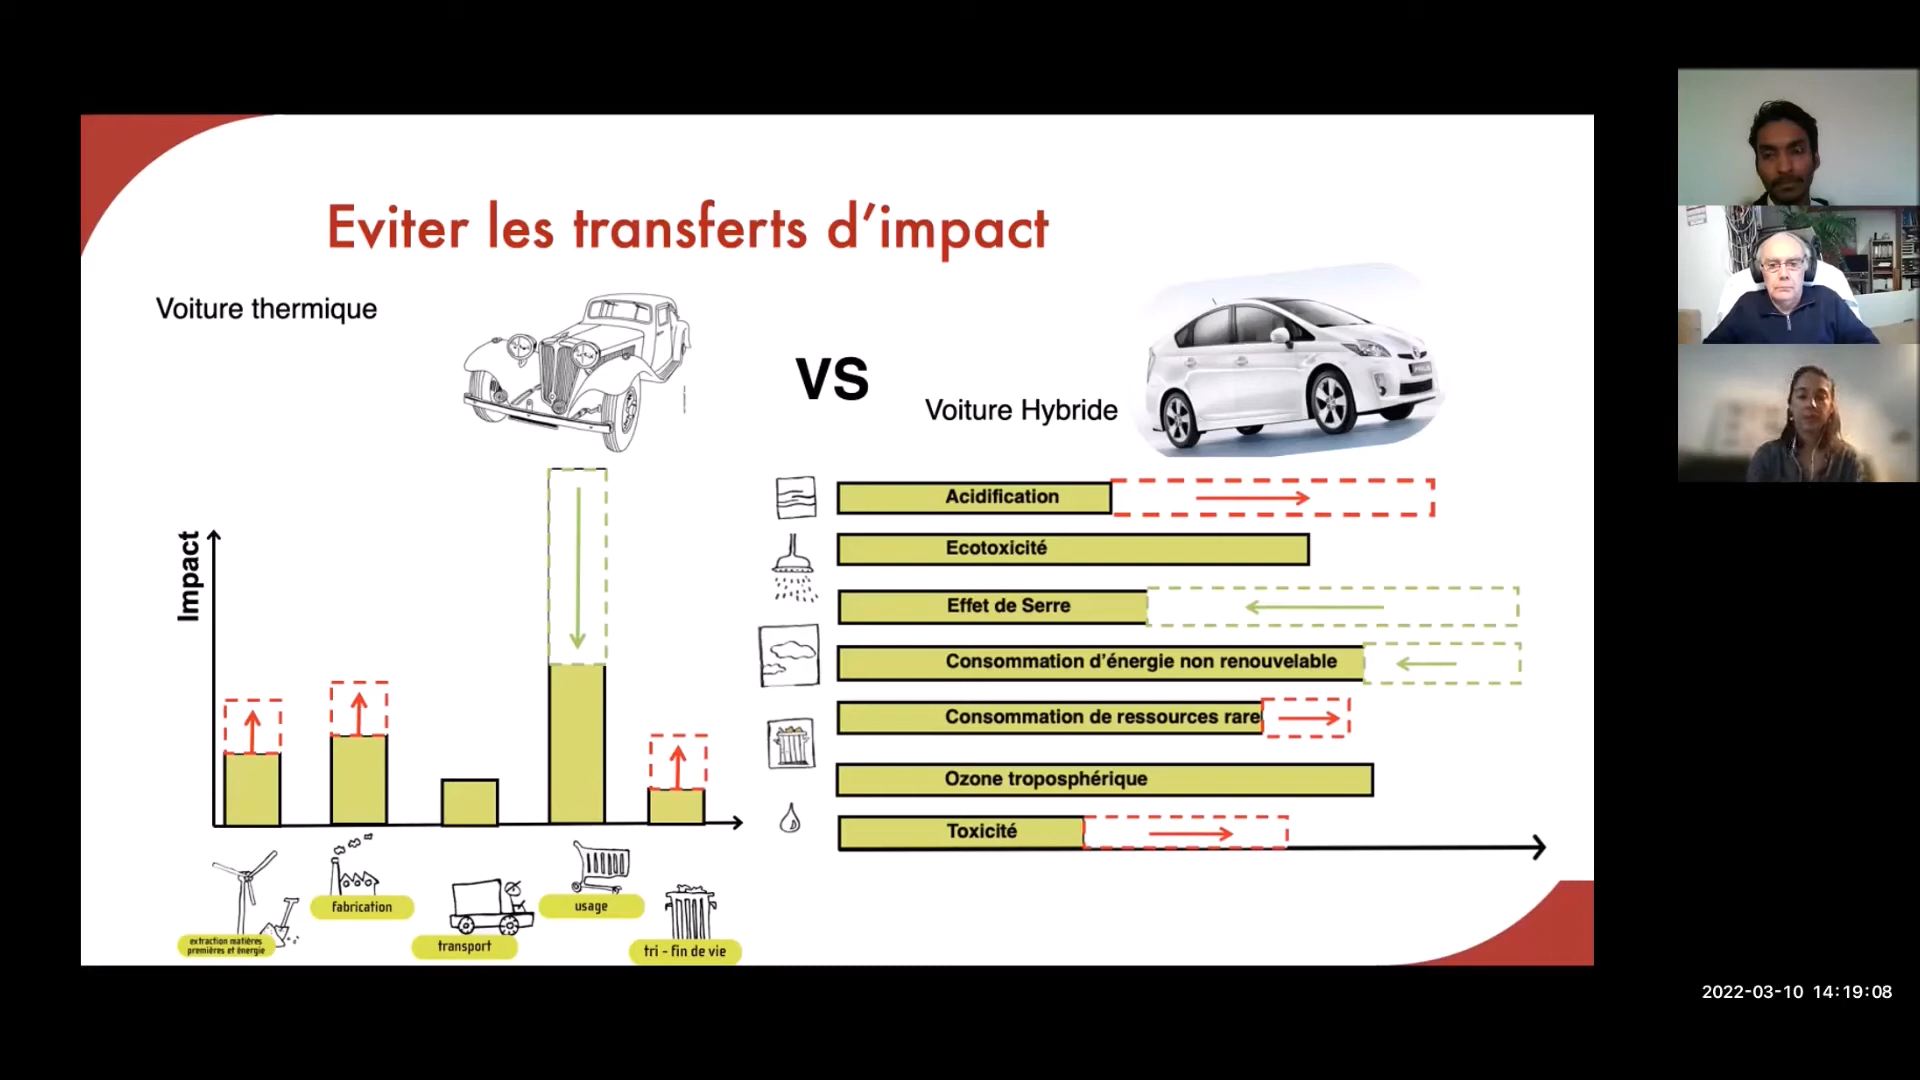 Eviter les transferts d'impact
Voiture thermique
VS
Voiture Hybride
Impact
extraction matières
premières et énergie
fabrication
transport
usage
tri - fin de vie
Acidification
Ecotoxicité
Effet de Serre
Consommation d'énergie non renouvelable
Consommation de ressources rare
Ozone troposphérique
Toxicité
2022-03-10 14:19:08